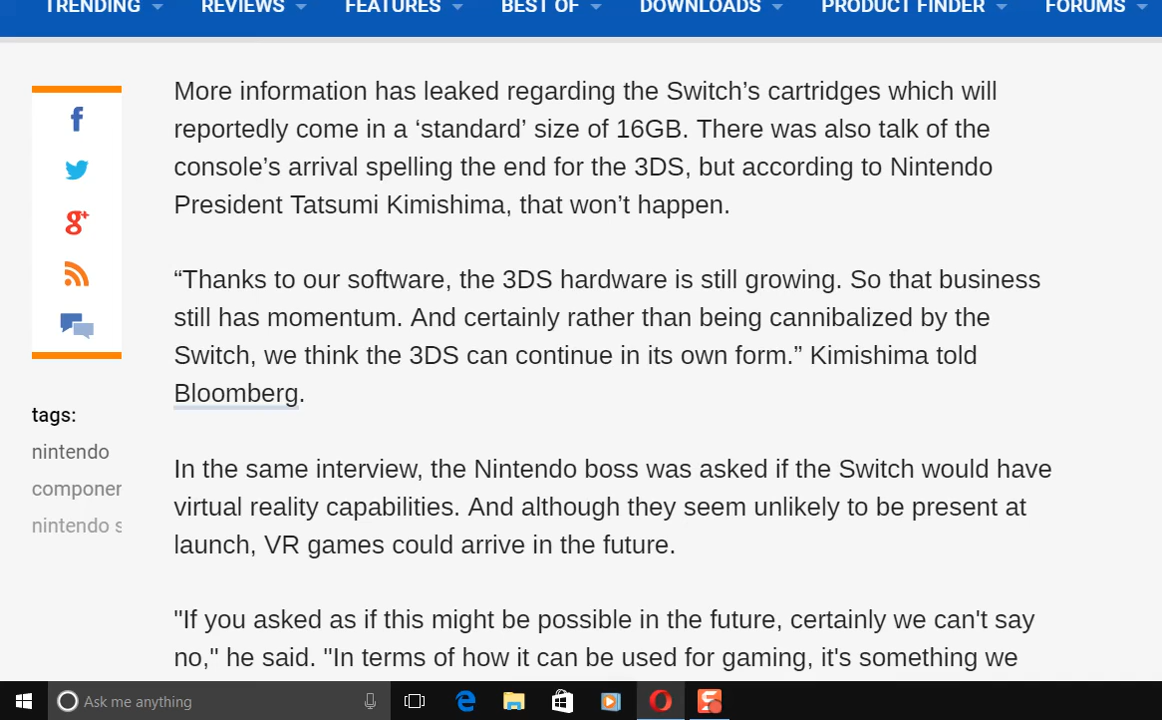 TRENDING REVIEWS FEATURES BEST OF DOWNLOADS PRODUCT FINDER FORUMS
More information has leaked regarding the Switch’s cartridges which will
reportedly come in a ‘standard’ size of 16GB. There was also talk of the
console’s arrival spelling the end for the 3DS, but according to Nintendo
President Tatsumi Kimishima, that won’t happen.
“Thanks to our software, the 3DS hardware is still growing. So that business
still has momentum. And certainly rather than being cannibalized by the
Switch, we think the 3DS can continue in its own form.” Kimishima told
Bloomberg.
In the same interview, the Nintendo boss was asked if the Switch would have
virtual reality capabilities. And although they seem unlikely to be present at
launch, VR games could arrive in the future.
"If you asked as if this might be possible in the future, certainly we can't say
no," he said. "In terms of how it can be used for gaming, it's something we
f
g+
tags:
nintendo
componer
nintendo s
Ask me anything